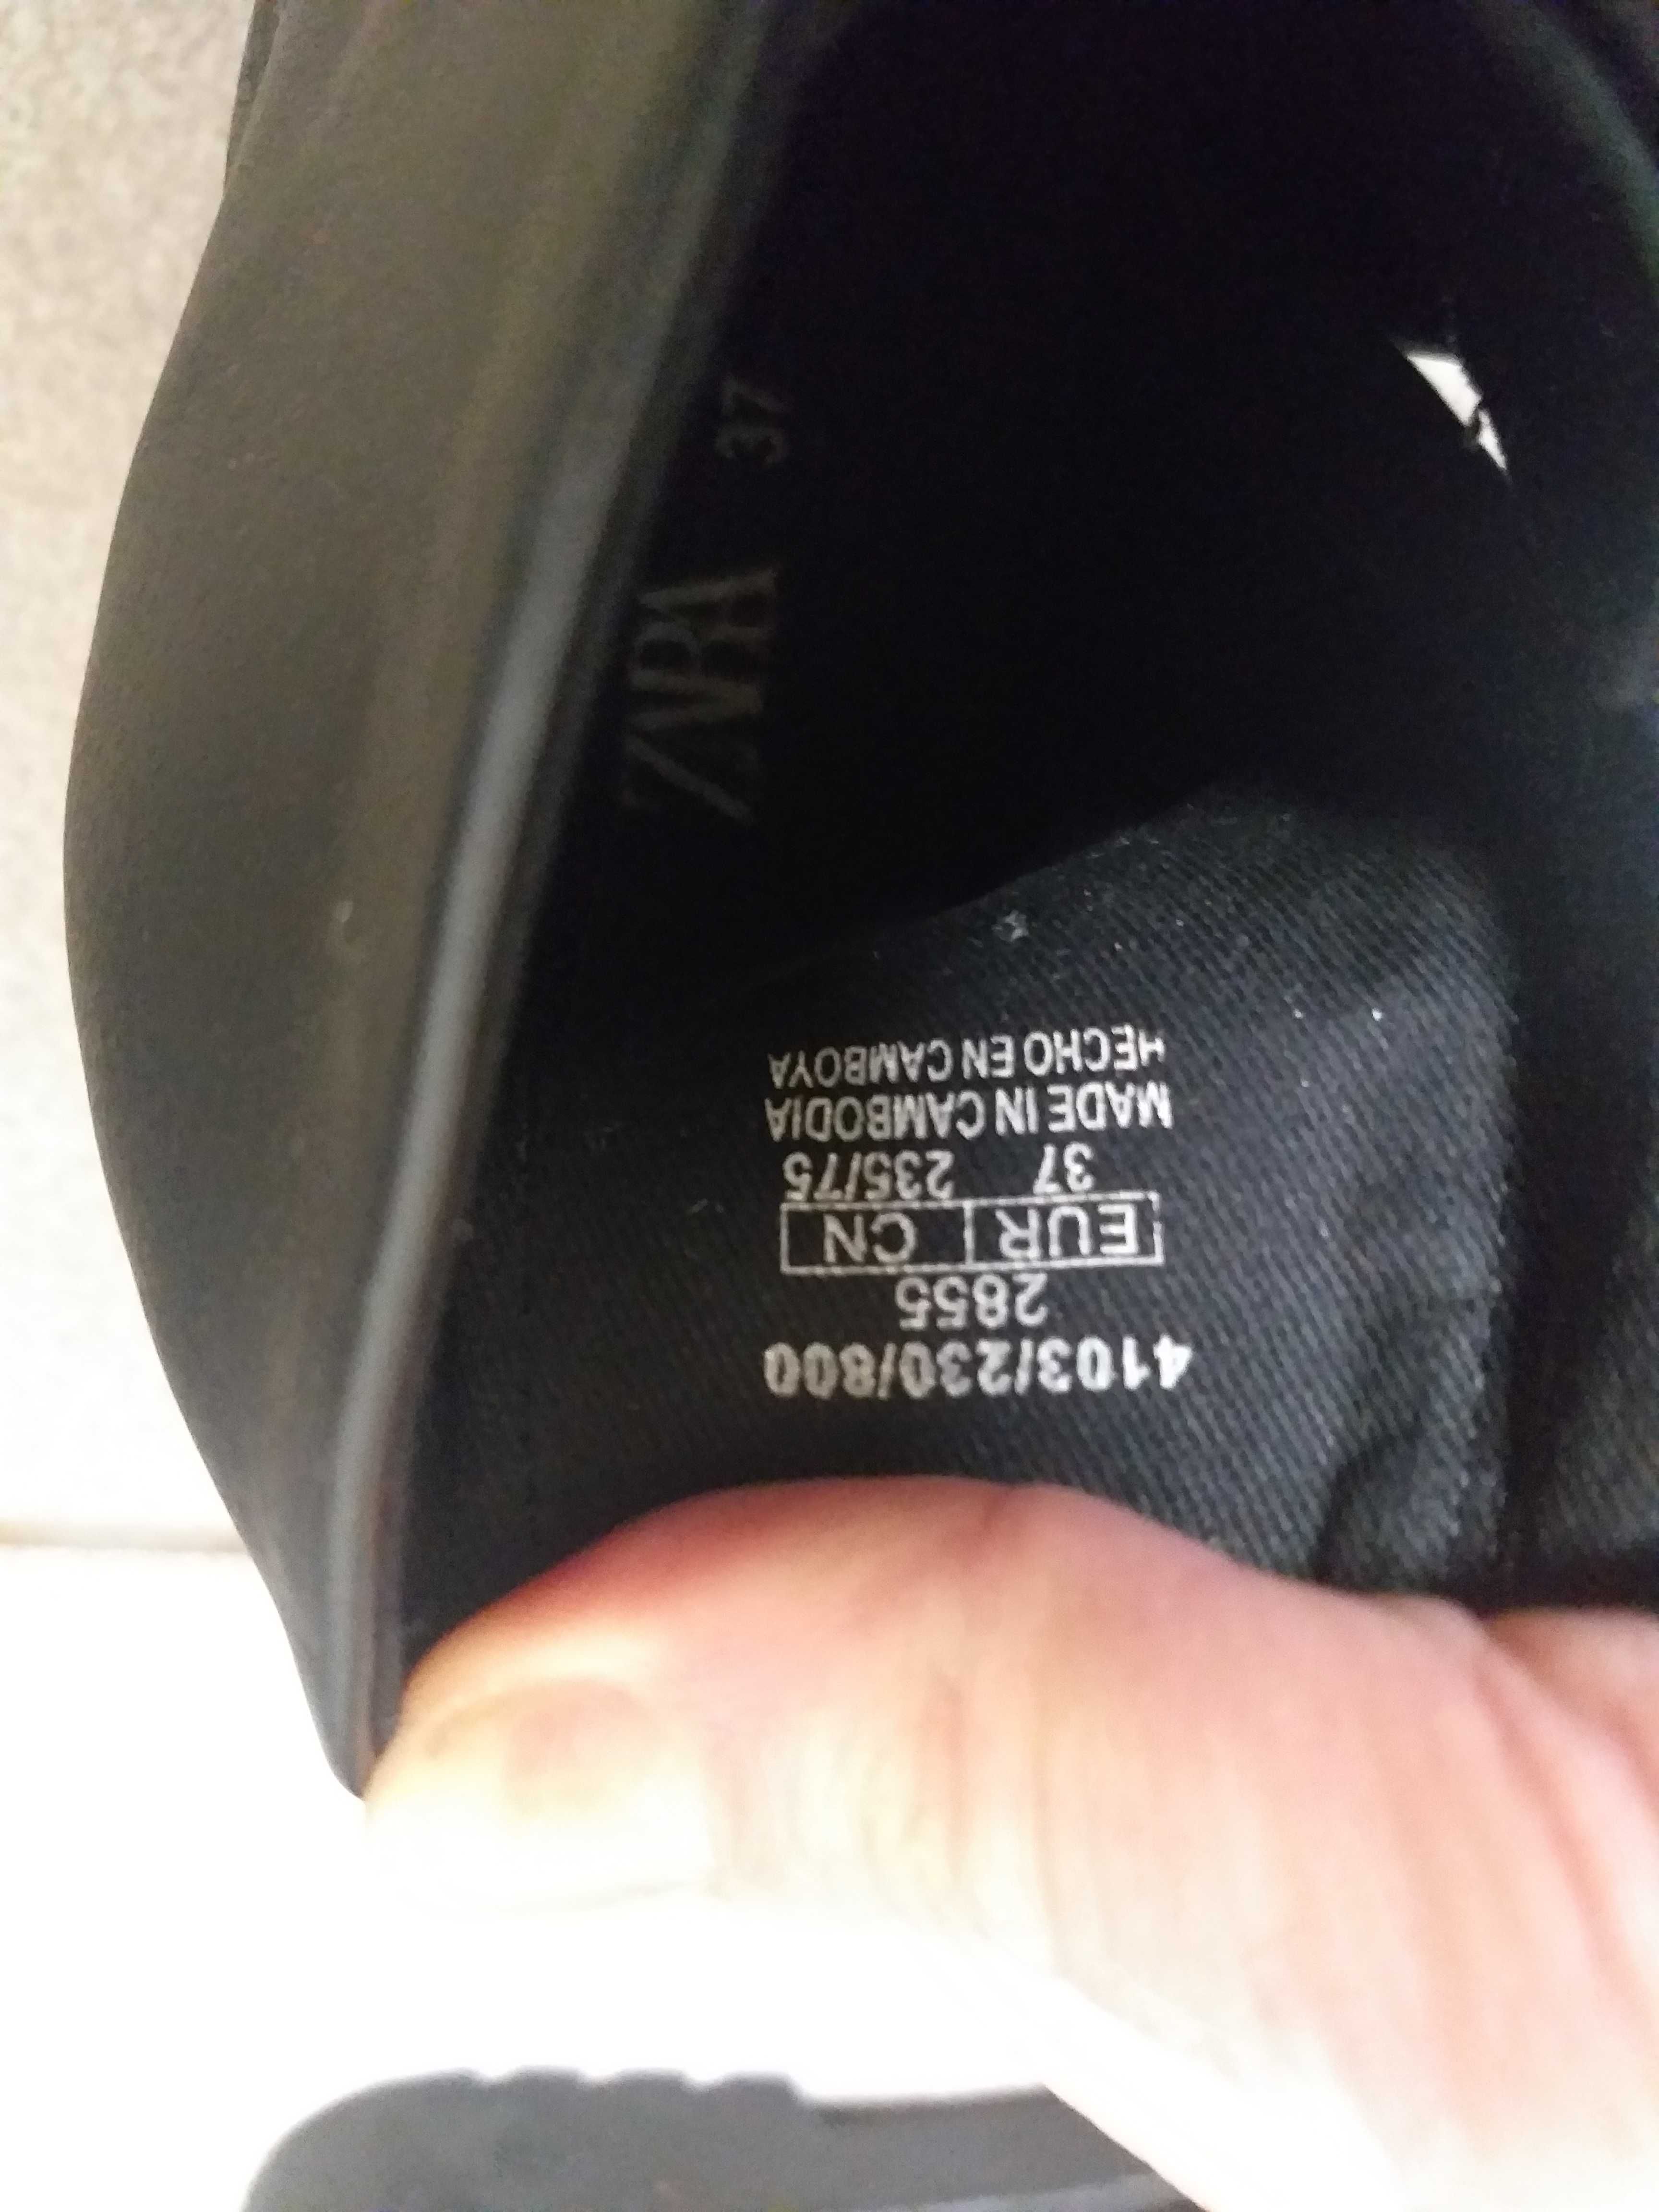 4103/230/800
2855
EUR CN
37 235/75
MADE IN CAMBODIA
HECHO EN CAMBOYA
ZARA 37